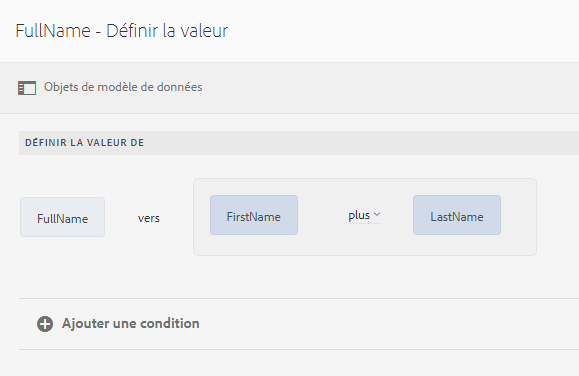 FullName - Définir la valeur
Objets de modèle de données
DÉFINIR LA VALEUR DE
FullName vers FirstName plus LastName
Ajouter une condition